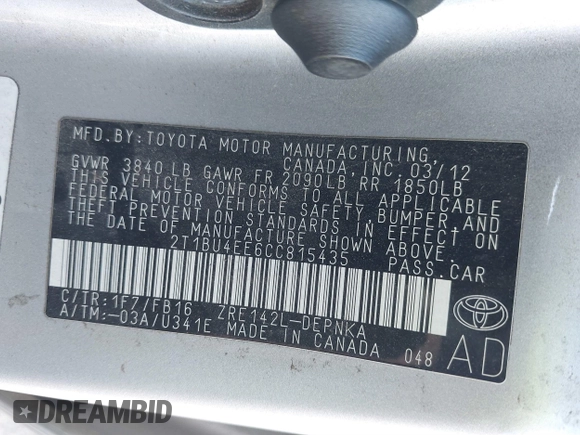 MFD. BY: TOYOTA MOTOR MANUFACTURING,
CANADA, INC. 03/12
GVWR 3840 LB GAWR FR 2090LB RR 1850LB
THIS VEHICLE CONFORMS TO ALL APPLICABLE
FEDERAL MOTOR VEHICLE SAFETY, BUMPER, AND
THEFT PREVENTION STANDARDS IN EFFECT ON
THE DATE OF MANUFACTURE SHOWN ABOVE.
2T1BU4EE6CC815435 PASS.CAR
C/TR:1F7/FB16 ZRE142L-DEPNKA
A/TM:-03A/U341E MADE IN CANADA 048
AD
DREAMBID